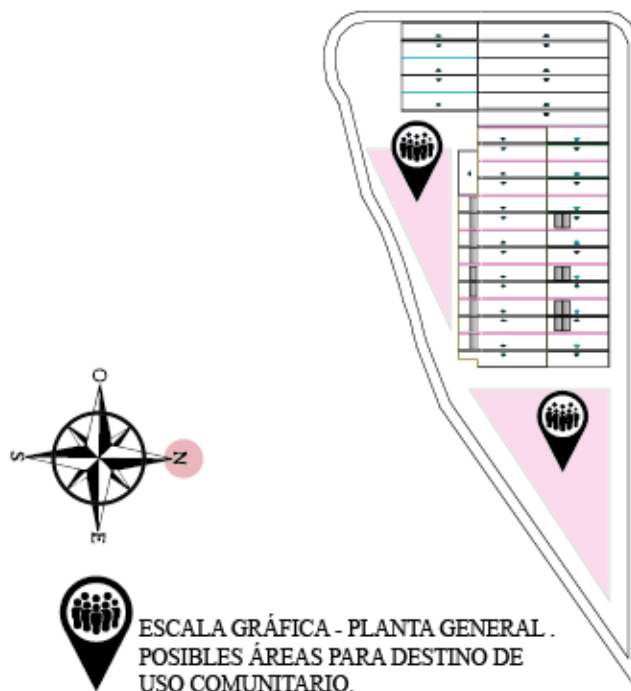 O
S
N
E
ESCALA GRÁFICA - PLANTA GENERAL .
POSIBLES ÁREAS PARA DESTINO DE
USO COMUNITARIO.